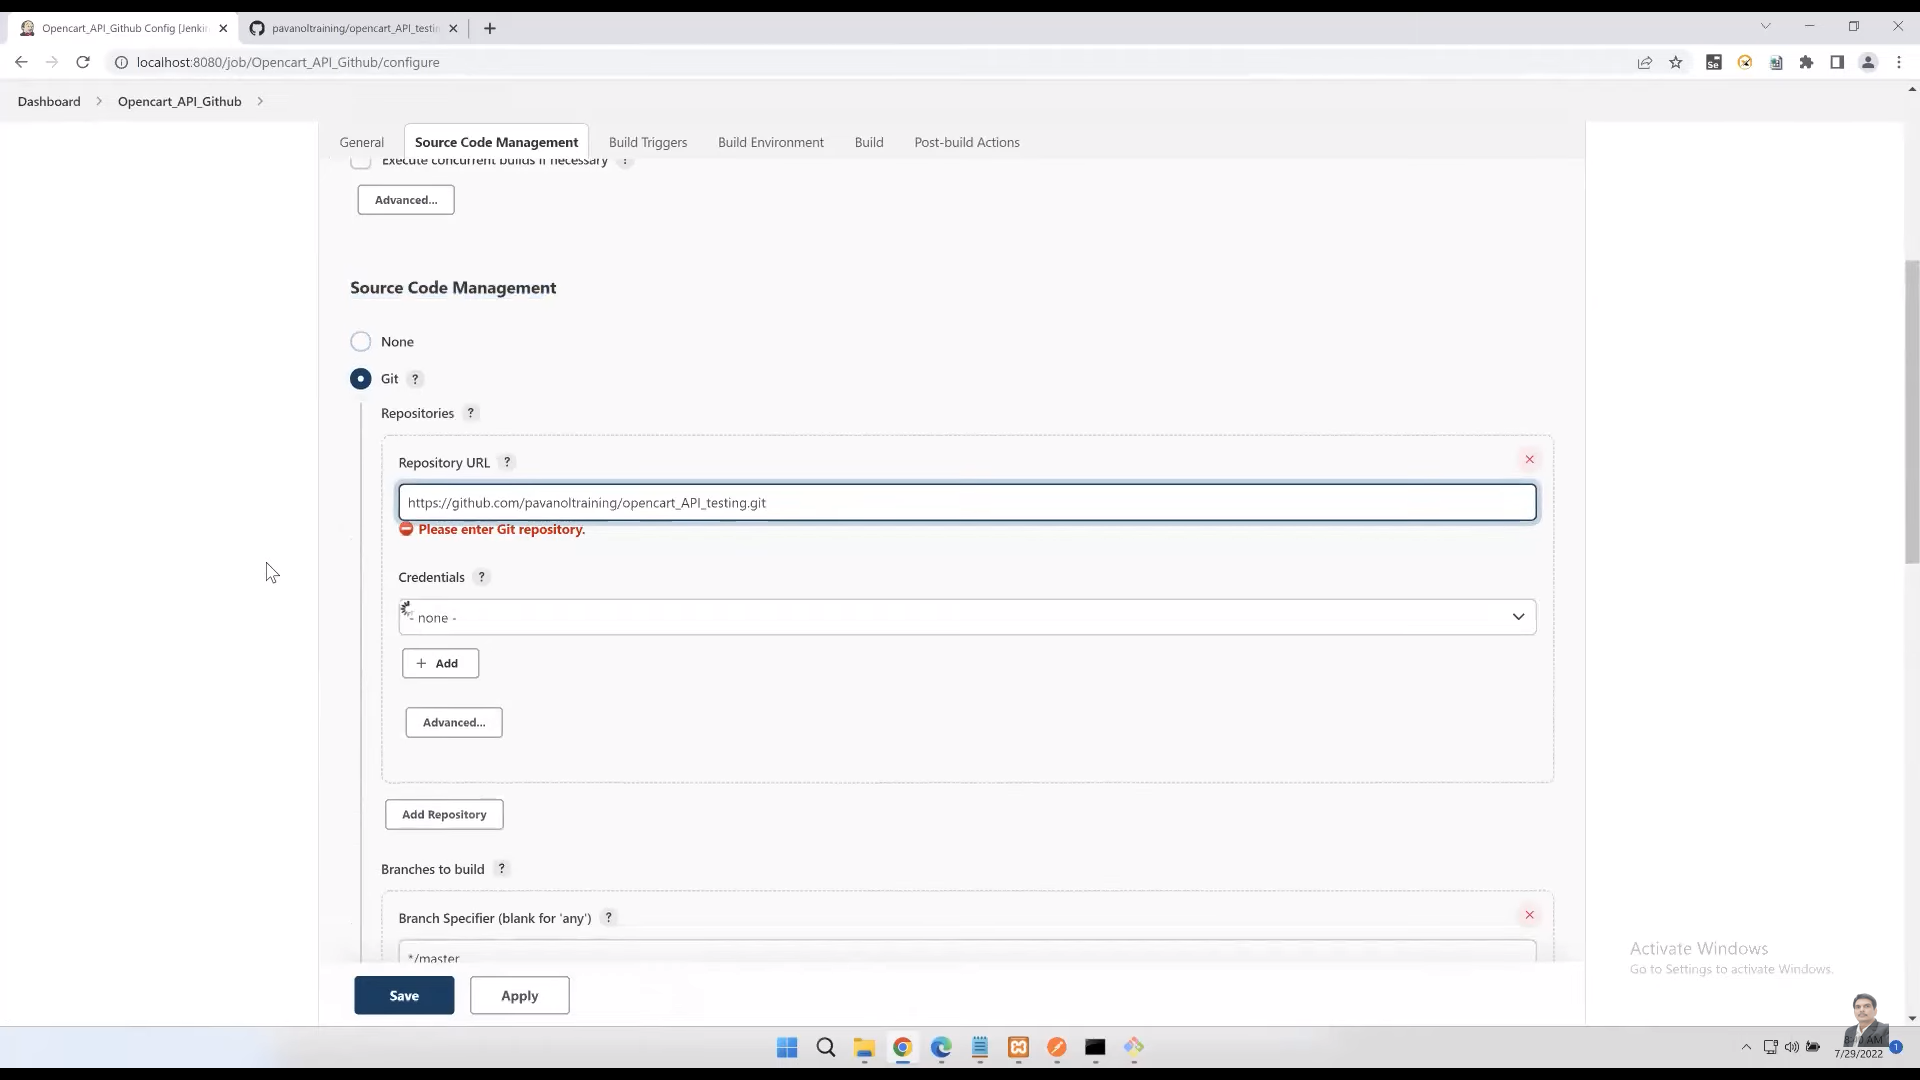 Opencart_API_Github Config [Jenki
pavanoltraining/opencart_API_testi
localhost:8080/job/Opencart_API_Github/configure
Dashboard
Opencart_API_Github
General
Source Code Management
Build Triggers
Build Environment
Build
Post-build Actions
Execute concurrent builds if necessary ?
Advanced...
Source Code Management
None
Git ?
Repositories ?
Repository URL ?
https://github.com/pavanoltraining/opencart_API_testing.git
Please enter Git repository.
Credentials ?
- none -
+ Add
Advanced...
Add Repository
Branches to build ?
Branch Specifier (blank for 'any') ?
*/master
Save
Apply
Activate Windows
Go to Settings to activate Windows.
7/29/2022
1